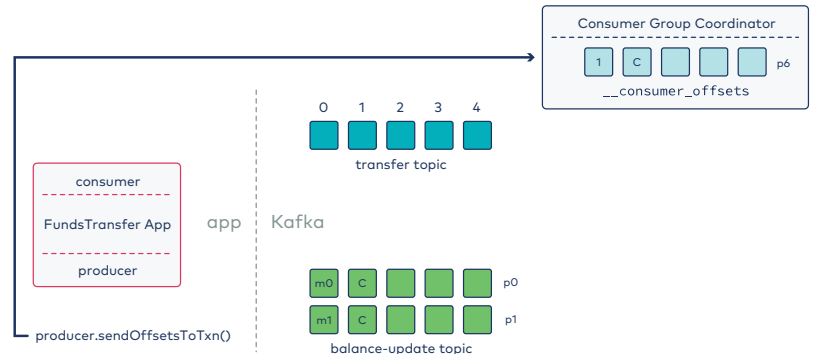 Consumer Group Coordinator
1 C p6
__consumer_offsets
0 1 2 3 4
transfer topic
consumer
FundsTransfer App
producer
app Kafka
m0 C p0
m1 C p1
producer.sendOffsetsToTxn()
balance-update topic